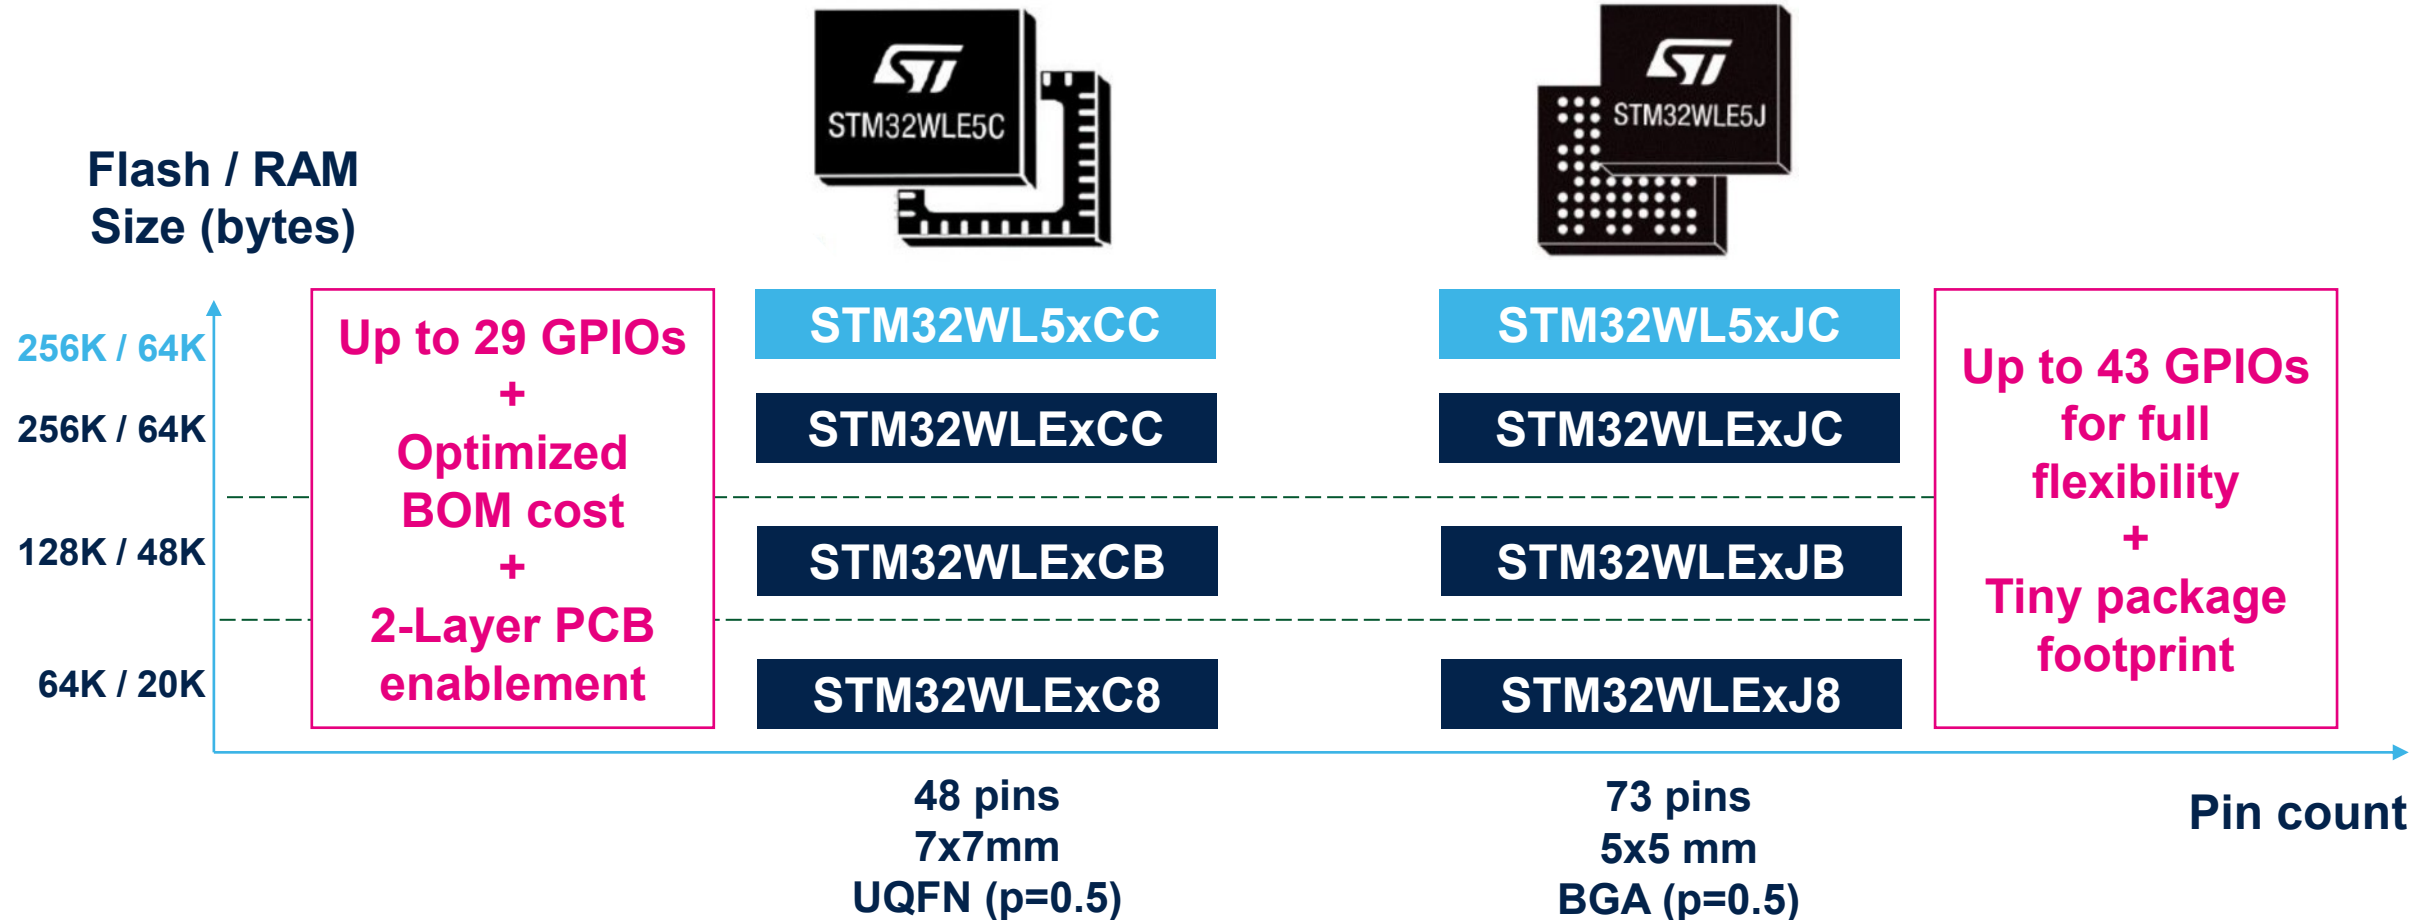 ST
STM32WLE5C
ST
STM32WLE5J
Flash / RAM
Size (bytes)
256K / 64K
256K / 64K
128K / 48K
64K / 20K
Up to 29 GPIOs
+
Optimized
BOM cost
+
2-Layer PCB
enablement
STM32WL5xCC
STM32WLExCC
STM32WLExCB
STM32WLExC8
STM32WL5xJC
STM32WLExJC
STM32WLExJB
STM32WLExJ8
Up to 43 GPIOs
for full
flexibility
+
Tiny package
footprint
48 pins
7x7mm
UQFN (p=0.5)
73 pins
5x5 mm
BGA (p=0.5)
Pin count